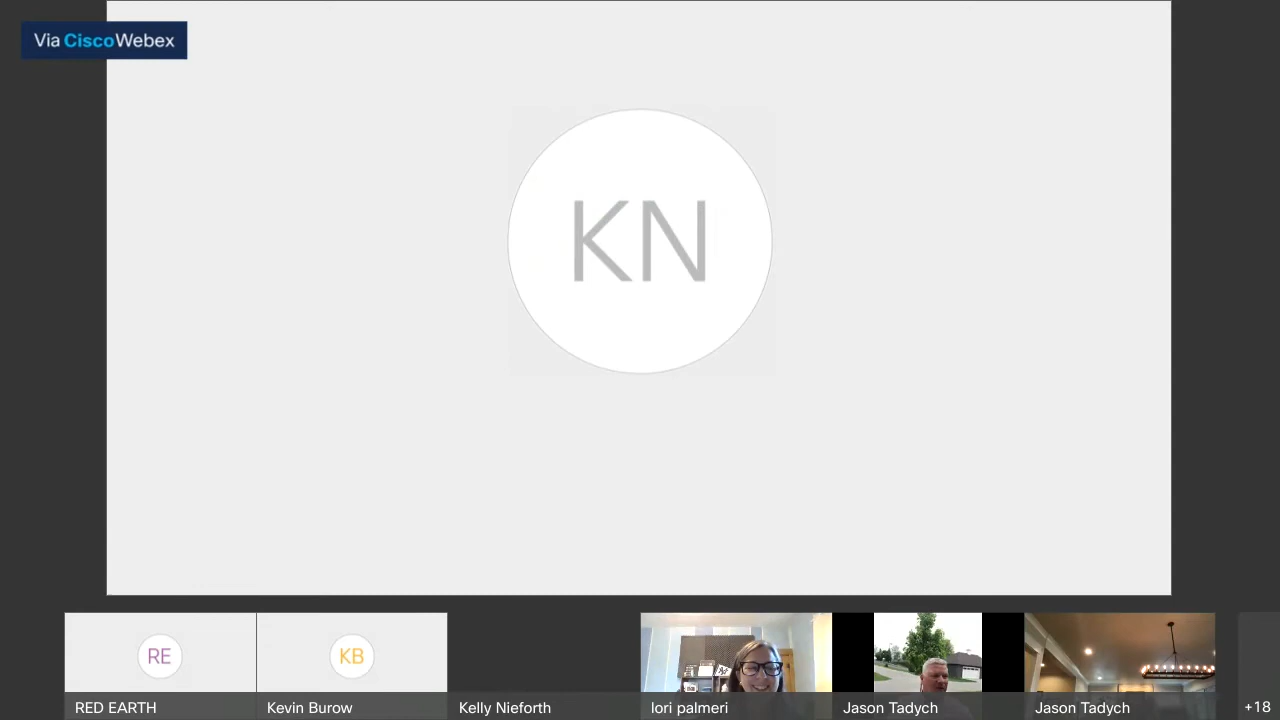 Via Cisco Webex
KN
RE
KB
RED EARTH
Kevin Burow
Kelly Nieforth
lori palmeri
Jason Tadych
Jason Tadych
+18